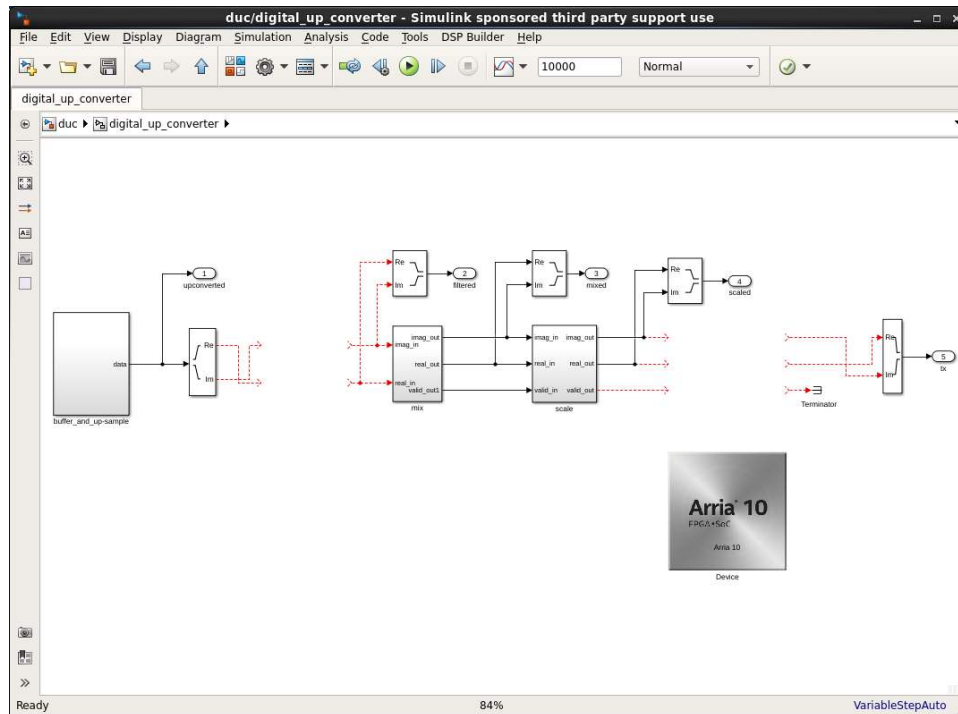 duc/digital_up_converter - Simulink sponsored third party support use
File Edit View Display Diagram Simulation Analysis Code Tools DSP Builder Help
10000 Normal
digital_up_converter
duc digital_up_converter
Re
Im
2
filtered
Re
Im
3
mixed
Re
Im
4
scaled
1
upconverted
data
buffer_and_up-sample
Re
Im
imag_in
real_in
imag_out
real_out
valid_out1
mix
imag_in
real_in
valid_in
imag_out
real_out
valid_out
scale
Terminator
Re
Im
5
tx
Arria 10
FPGA•SoC
Arria 10
Device
Ready 84% VariableStepAuto